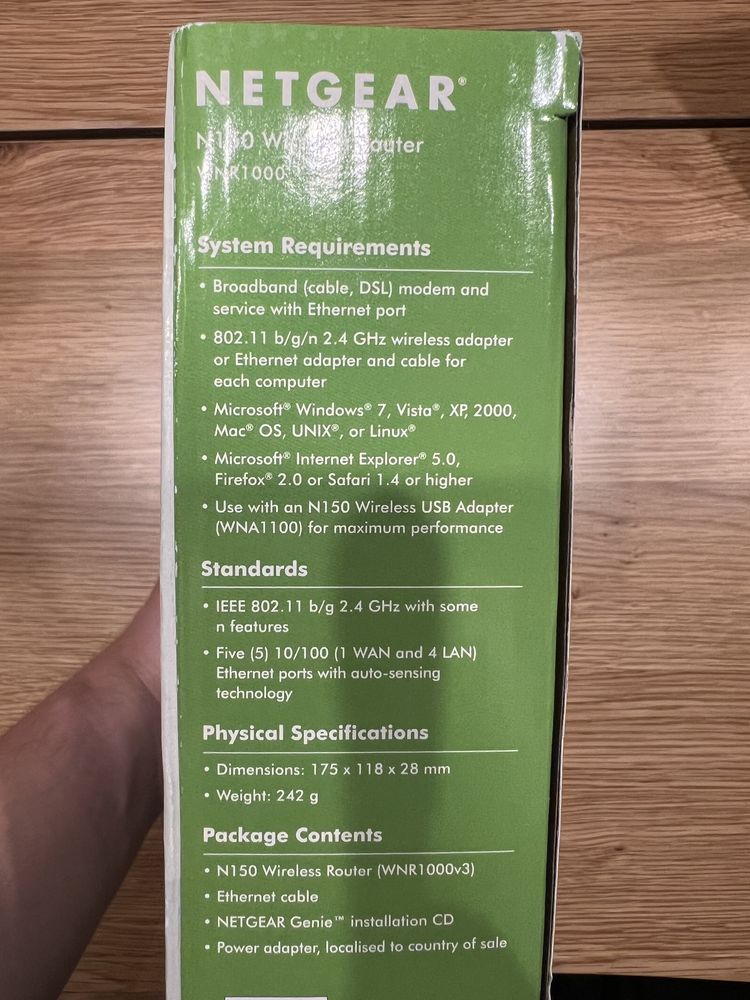 NETGEAR®
N150 Wireless Router
WNR1000
System Requirements
• Broadband (cable, DSL) modem and
service with Ethernet port
• 802.11 b/g/n 2.4 GHz wireless adapter
or Ethernet adapter and cable for
each computer
• Microsoft® Windows® 7, Vista®, XP, 2000,
Mac® OS, UNIX®, or Linux®
• Microsoft® Internet Explorer® 5.0,
Firefox® 2.0 or Safari 1.4 or higher
• Use with an N150 Wireless USB Adapter
(WNA1100) for maximum performance
Standards
• IEEE 802.11 b/g 2.4 GHz with some
n features
• Five (5) 10/100 (1 WAN and 4 LAN)
Ethernet ports with auto-sensing
technology
Physical Specifications
• Dimensions: 175 x 118 x 28 mm
• Weight: 242 g
Package Contents
• N150 Wireless Router (WNR1000v3)
• Ethernet cable
• NETGEAR Genie™ installation CD
• Power adapter, localised to country of sale